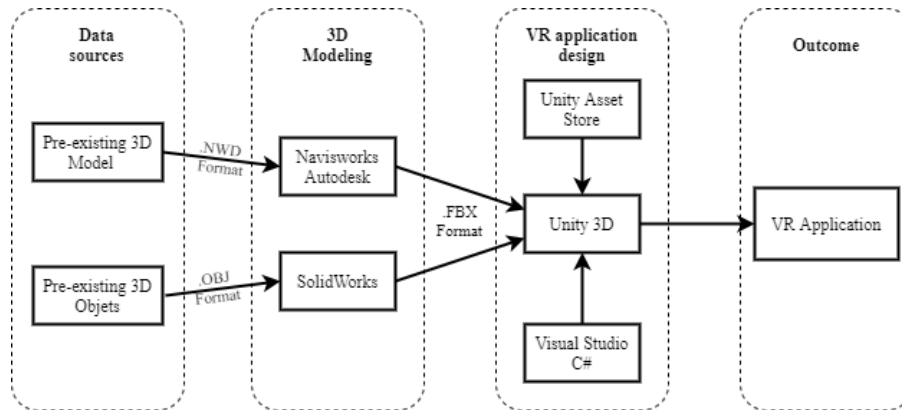 Data
sources
3D
Modeling
VR application
design
Outcome
Unity Asset
Store
Pre-existing 3D
Model
.NWD
Format
Navisworks
Autodesk
.FBX
Format
Unity 3D
VR Application
Pre-existing 3D
Objets
.OBJ
Format
SolidWorks
Visual Studio
C#